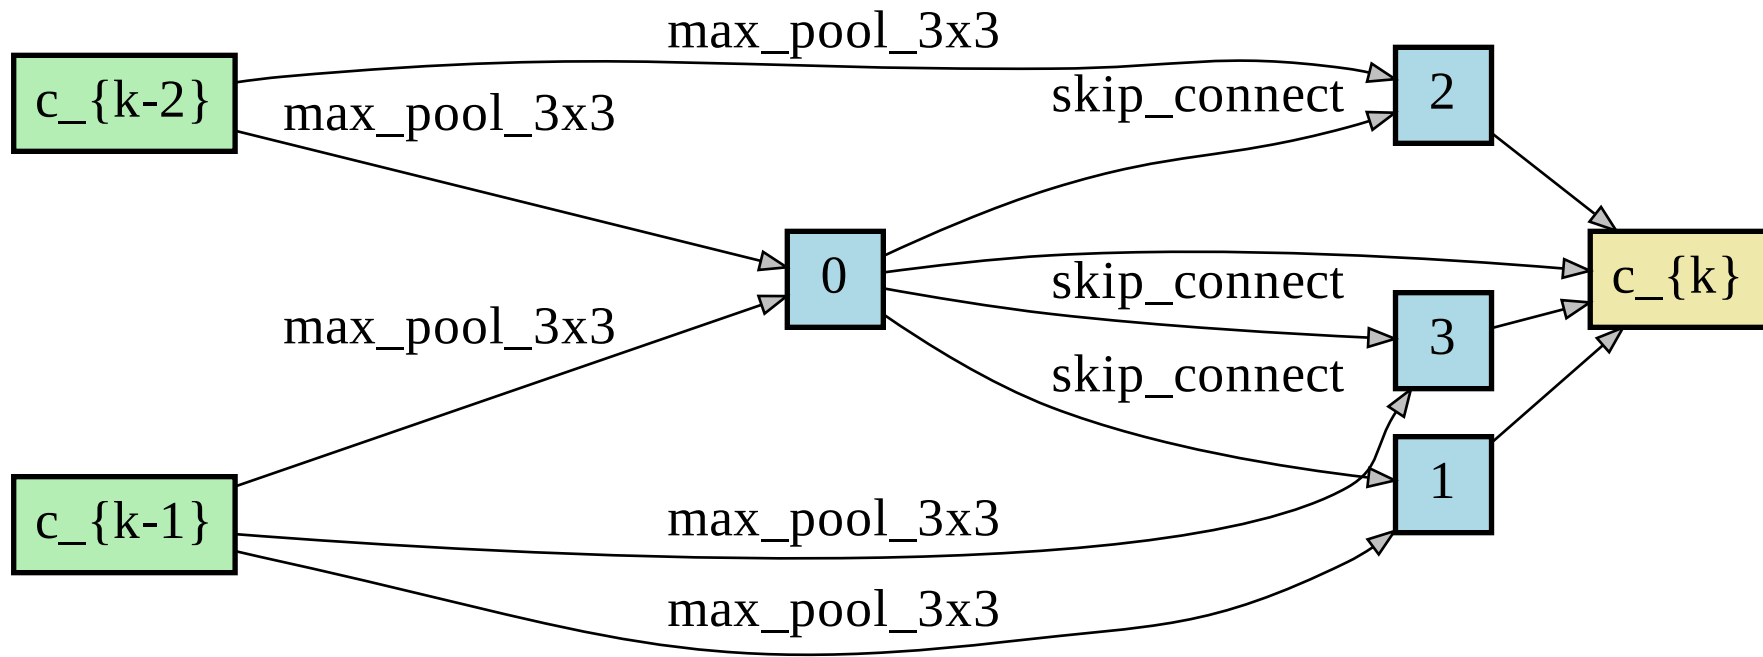 max_pool_3x3
c_{k-2}
max_pool_3x3
skip_connect
2
0
skip_connect
c_{k}
max_pool_3x3
3
skip_connect
1
c_{k-1}
max_pool_3x3
max_pool_3x3